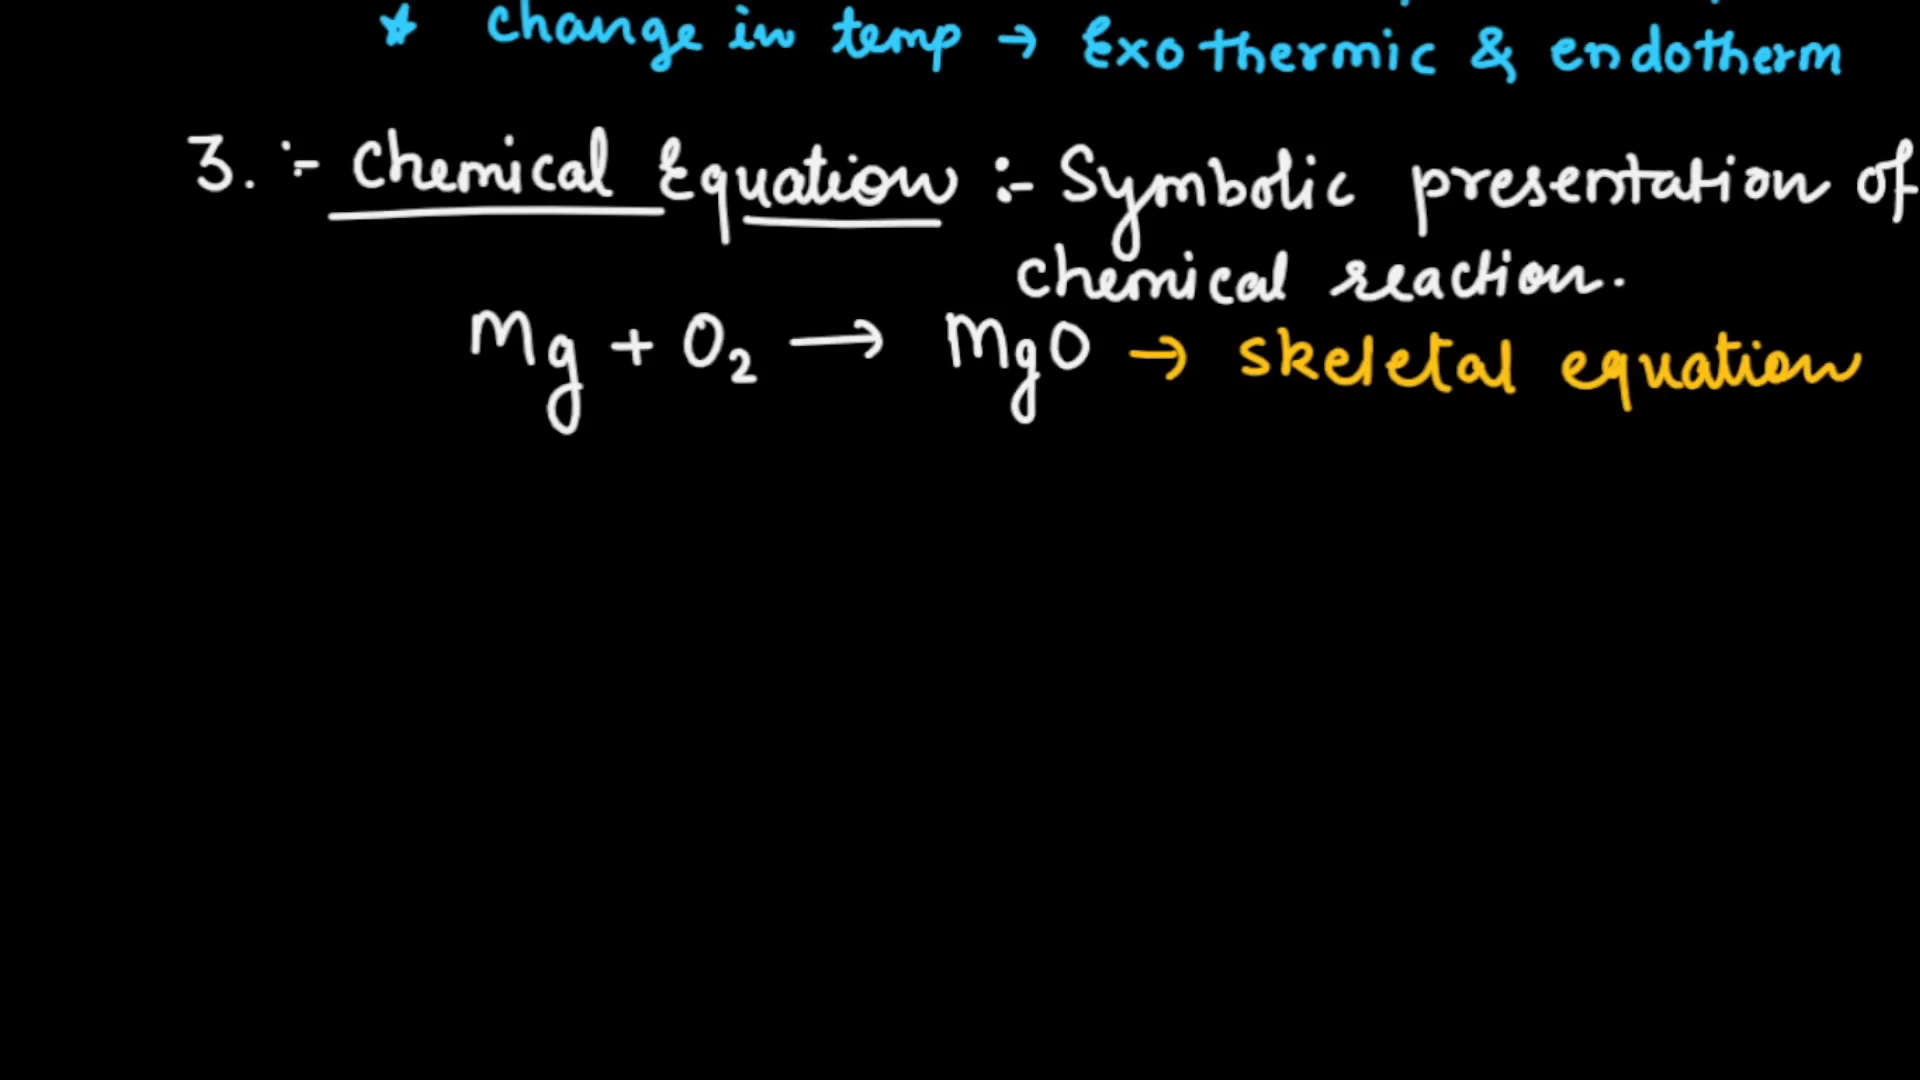 * change in temp → Exothermic & endotherm
3. :- Chemical Equation :- Symbolic presentation of
chemical reaction.
Mg + O₂ → MgO → skeletal equation